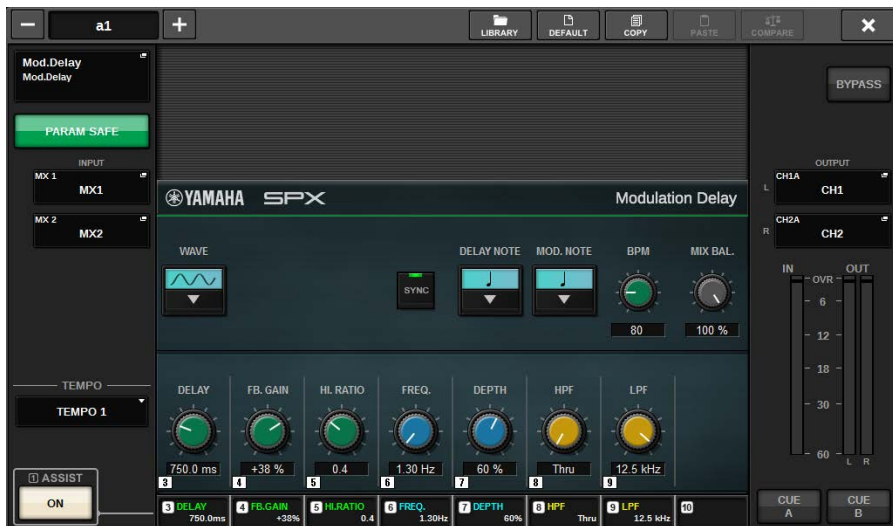 a1
LIBRARY DEFAULT COPY PASTE COMPARE
Mod.Delay
Mod.Delay
BYPASS
PARAM SAFE
INPUT
MX 1
MX1
MX 2
MX2
OUTPUT
CH1A
L CH1
CH2A
R CH2
YAMAHA SPX Modulation Delay
WAVE DELAY NOTE MOD. NOTE BPM MIX BAL.
SYNC
80 100 %
IN OUT
OVR
6
12
18
30
60
L R
TEMPO
TEMPO 1
DELAY FB. GAIN HI. RATIO FREQ. DEPTH HPF LPF
750.0 ms +38 % 0.4 1.30 Hz 60 % Thru 12.5 kHz
3 4 5 6 7 8 9
1 ASSIST
ON
3 DELAY 4 FB.GAIN 5 HI.RATIO 6 FREQ. 7 DEPTH 8 HPF 9 LPF 10
750.0ms +38% 0.4 1.30Hz 60% Thru 12.5 kHz
CUE A
CUE B